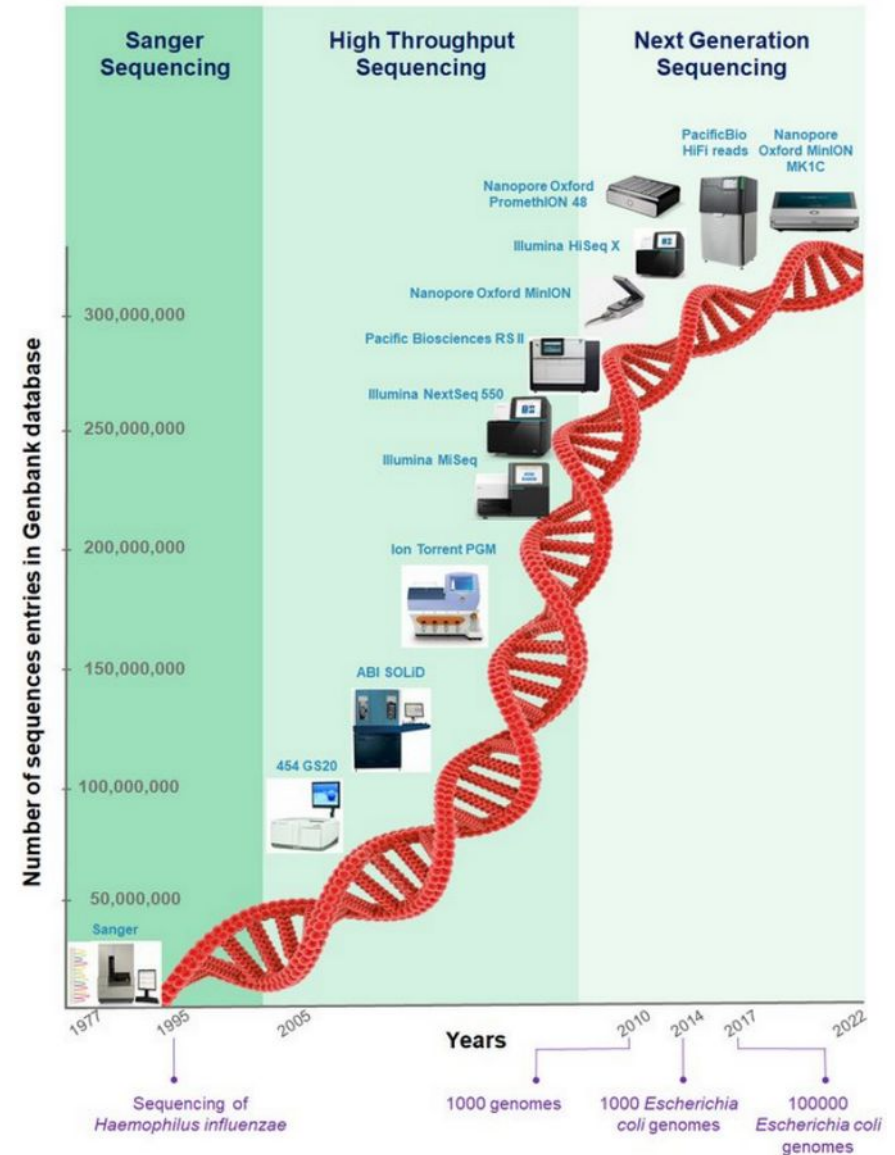 Sanger
Sequencing
High Throughput
Sequencing
Next Generation
Sequencing
PacificBio
HiFi reads
Nanopore
Oxford MinION
MK1C
Nanopore Oxford
PromethION 48
Illumina HiSeq X
Nanopore Oxford MinION
Pacific Biosciences RS II
Illumina NextSeq 550
Illumina MiSeq
Ion Torrent PGM
ABI SOLiD
454 GS20
Sanger
Number of sequences entries in Genbank database
300,000,000
250,000,000
200,000,000
150,000,000
100,000,000
50,000,000
1977
1995
2005
Years
2010
2014
2017
2022
Sequencing of
Haemophilus influenzae
1000 genomes
1000 Escherichia
coli genomes
100000
Escherichia coli
genomes